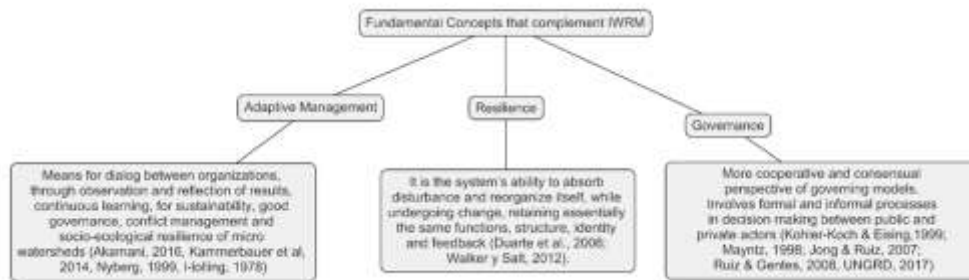 Fundamental Concepts that complement IWRM
Adaptive Management
Resilience
Governance
Means for dialog between organizations,
through observation and reflection of results,
continuous learning, for sustainability, good
governance, conflict management and
socio-ecological resilience of micro
watersheds (Akamani, 2016, Kammerbauer et al,
2014, Nyberg, 1999, Holling, 1978)
It is the system's ability to absorb
disturbance and reorganize itself, while
undergoing change, retaining essentially
the same functions, structure, identity
and feedback (Duarte et al., 2006;
Walker y Salt, 2012).
More cooperative and consensual
perspective of governing models.
Involves formal and informal processes
in decision making between public and
private actors (Kohler-Koch & Eising,1999;
Mayntz, 1998; Jong & Ruiz, 2007;
Ruiz & Gentes, 2008, UNGRD, 2017)